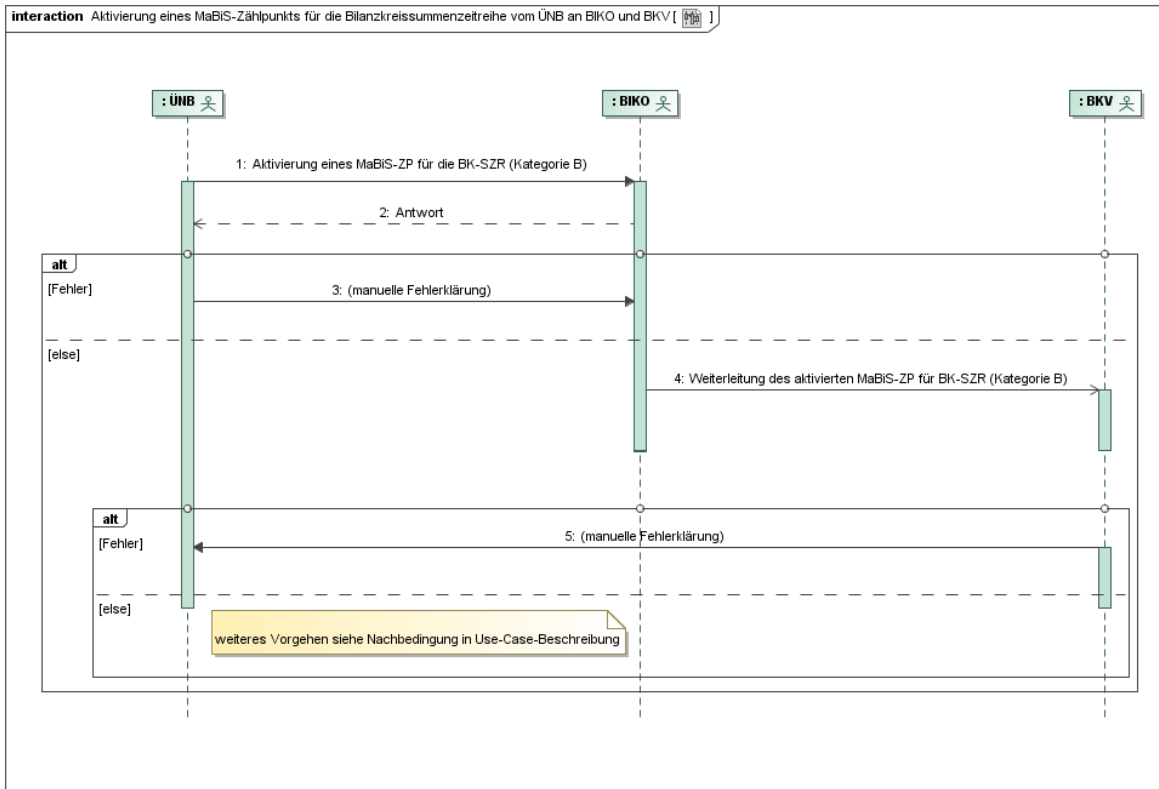 interaction Aktivierung eines MaBiS-Zählpunkts für die Bilanzkreissummenzeitreihe vom ÜNB an BIKO und BKV [ ]
: ÜNB
: BIKO
: BKV
1: Aktivierung eines MaBiS-ZP für die BK-SZR (Kategorie B)
2: Antwort
alt
[Fehler]
3: (manuelle Fehlerklärung)
[else]
4: Weiterleitung des aktivierten MaBiS-ZP für BK-SZR (Kategorie B)
alt
[Fehler]
5: (manuelle Fehlerklärung)
[else]
weiteres Vorgehen siehe Nachbedingung in Use-Case-Beschreibung